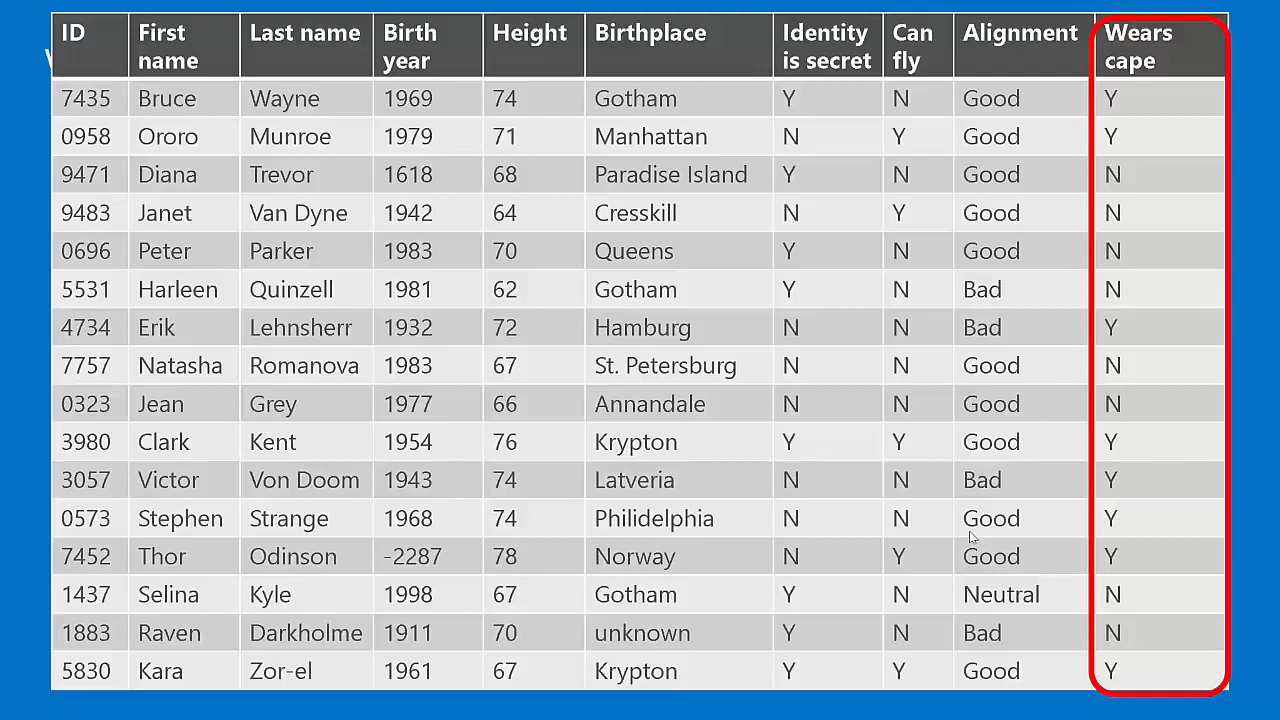 ID First name Last name Birth year Height Birthplace Identity is secret Can fly Alignment Wears cape
7435 Bruce Wayne 1969 74 Gotham Y N Good Y
0958 Ororo Munroe 1979 71 Manhattan N Y Good Y
9471 Diana Trevor 1618 68 Paradise Island Y N Good N
9483 Janet Van Dyne 1942 64 Cresskill N Y Good N
0696 Peter Parker 1983 70 Queens Y N Good N
5531 Harleen Quinzell 1981 62 Gotham Y N Bad N
4734 Erik Lehnsherr 1932 72 Hamburg N N Bad Y
7757 Natasha Romanova 1983 67 St. Petersburg N N Good N
0323 Jean Grey 1977 66 Annandale N N Good N
3980 Clark Kent 1954 76 Krypton Y Y Good Y
3057 Victor Von Doom 1943 74 Latveria N N Bad Y
0573 Stephen Strange 1968 74 Philidelphia N N Good Y
7452 Thor Odinson -2287 78 Norway N Y Good Y
1437 Selina Kyle 1998 67 Gotham Y N Neutral N
1883 Raven Darkholme 1911 70 unknown Y N Bad N
5830 Kara Zor-el 1961 67 Krypton Y Y Good Y